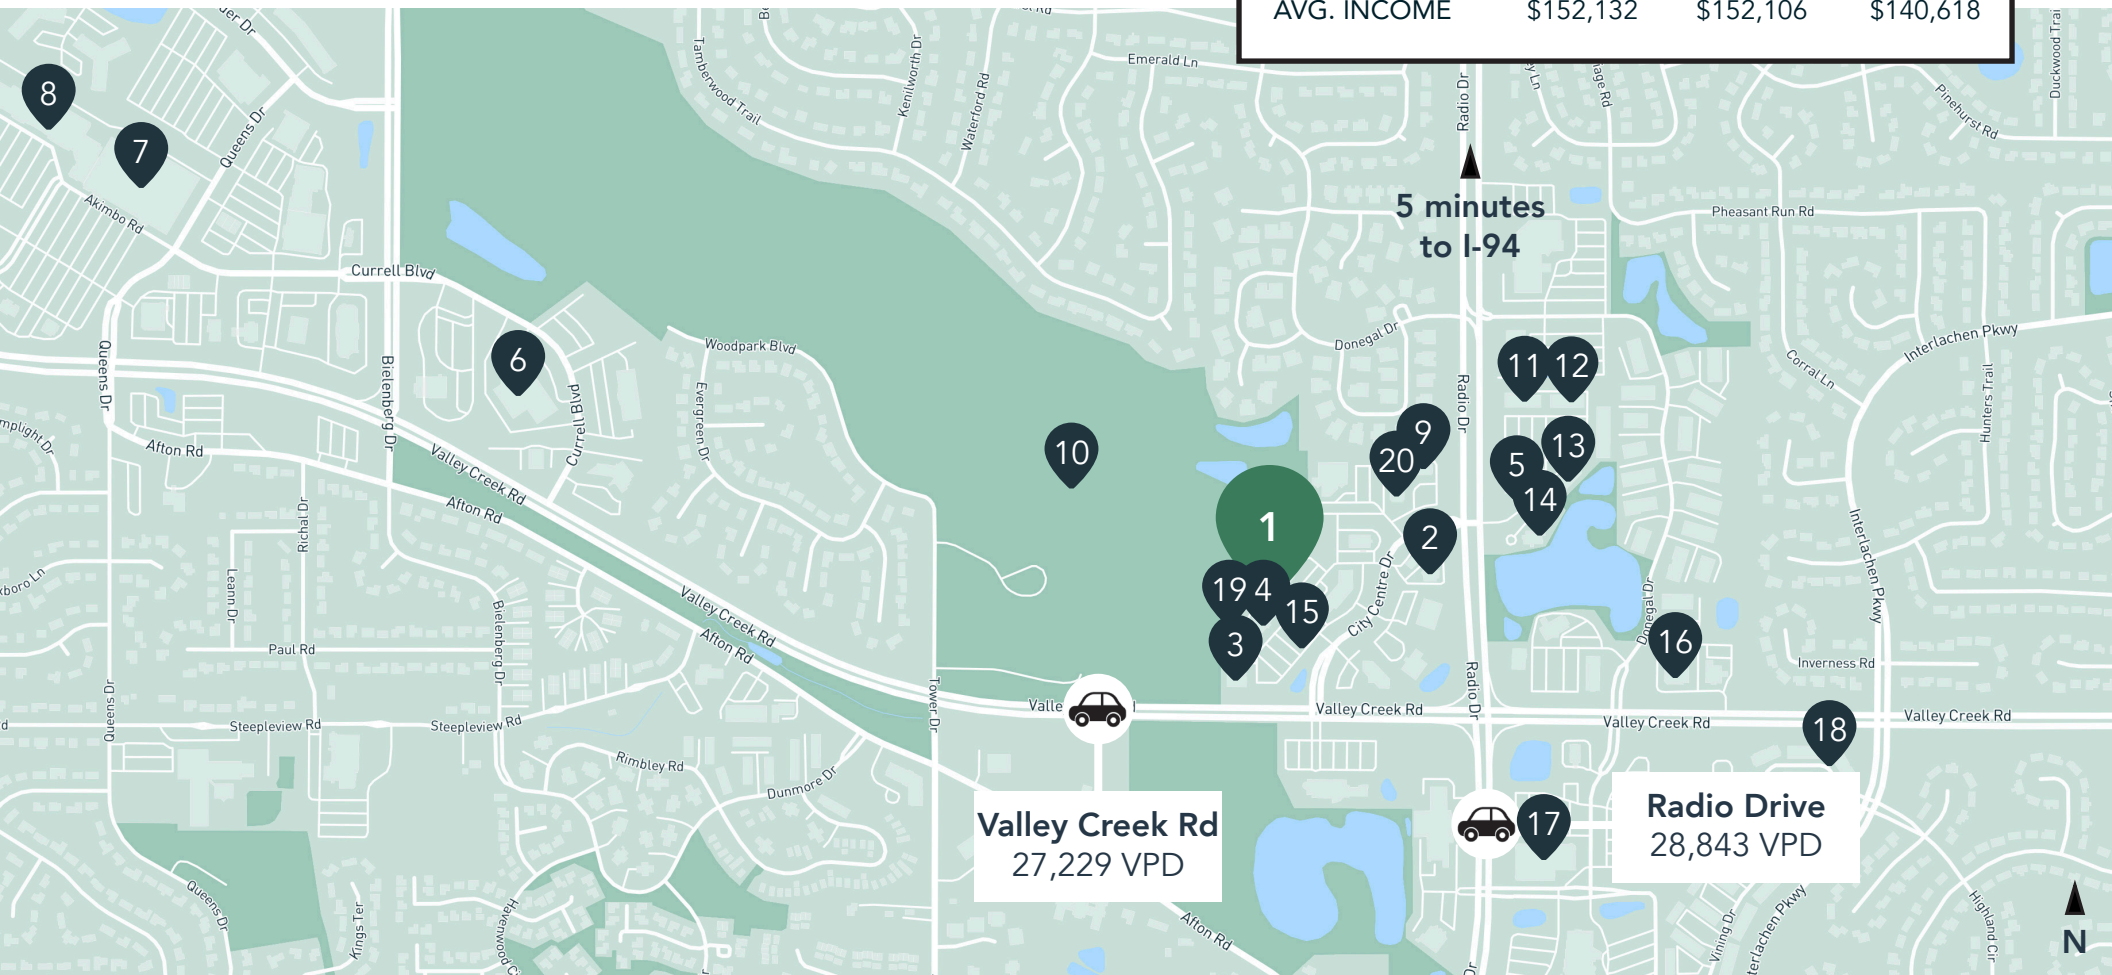 AVG. INCOME $152,132 $152,106 $140,618
Emerald Ln
Tamberwood Trail
Kenilworth Dr
Waterford Rd
Radio Dr
Pinehurst Rd
Duckwood Trai
8
7
Queens Dr
Akimbo Rd
5 minutes
to I-94
Pheasant Run Rd
Currell Blvd
Donegal Dr
Interlachen Pkwy
Woodpark Blvd
Queens Dr
Bielenberg Dr
6
Currell Blvd
Evergreen Dr
Radio Dr
11
12
Corral Ln
Hunters Trail
Afton Rd
Valley Creek Rd
Afton Rd
10
9
20
5
13
14
1
2
Richal Dr
Leann Dr
Interlachen Pkwy
19
4
15
3
City Centre Dr
Donegal Dr
16
Bielenberg Dr
Valley Creek Rd
Afton Rd
Paul Rd
Inverness Rd
Queens Dr
Steepleview Rd
Steepleview Rd
Tower Dr
Valle
Valley Creek Rd
Radio Dr
Valley Creek Rd
18
Valley Creek Rd
Rimbley Rd
Dunmore Dr
Valley Creek Rd
27,229 VPD
17
Radio Drive
28,843 VPD
Queens Dr
Kings Ter
Afton Rd
Vining Dr
terlachen Pkwy
Highland Cir
N